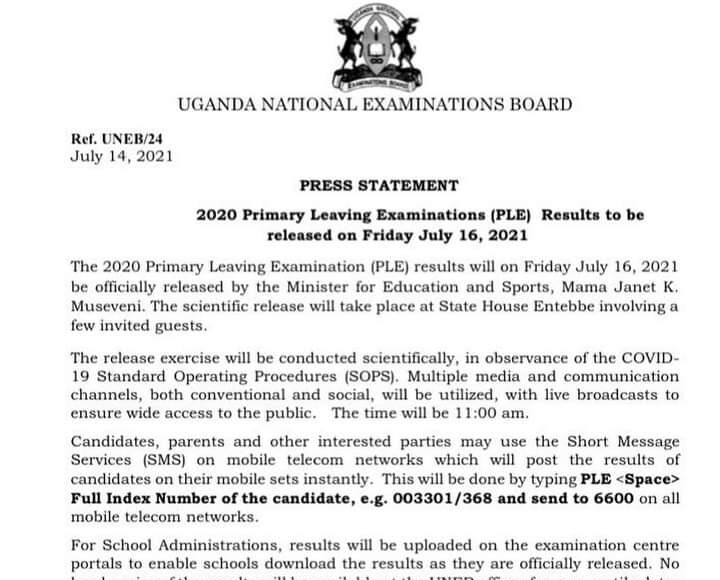 UGANDA NATIONAL
EXAMINATIONS BOARD
UGANDA NATIONAL EXAMINATIONS BOARD
Ref. UNEB/24
July 14, 2021
PRESS STATEMENT
2020 Primary Leaving Examinations (PLE) Results to be
released on Friday July 16, 2021
The 2020 Primary Leaving Examination (PLE) results will on Friday July 16, 2021
be officially released by the Minister for Education and Sports, Mama Janet K.
Museveni. The scientific release will take place at State House Entebbe involving a
few invited guests.
The release exercise will be conducted scientifically, in observance of the COVID-
19 Standard Operating Procedures (SOPS). Multiple media and communication
channels, both conventional and social, will be utilized, with live broadcasts to
ensure wide access to the public. The time will be 11:00 am.
Candidates, parents and other interested parties may use the Short Message
Services (SMS) on mobile telecom networks which will post the results of
candidates on their mobile sets instantly. This will be done by typing PLE <Space>
Full Index Number of the candidate, e.g. 003301/368 and send to 6600 on all
mobile telecom networks.
For School Administrations, results will be uploaded on the examination centre
portals to enable schools download the results as they are officially released. No